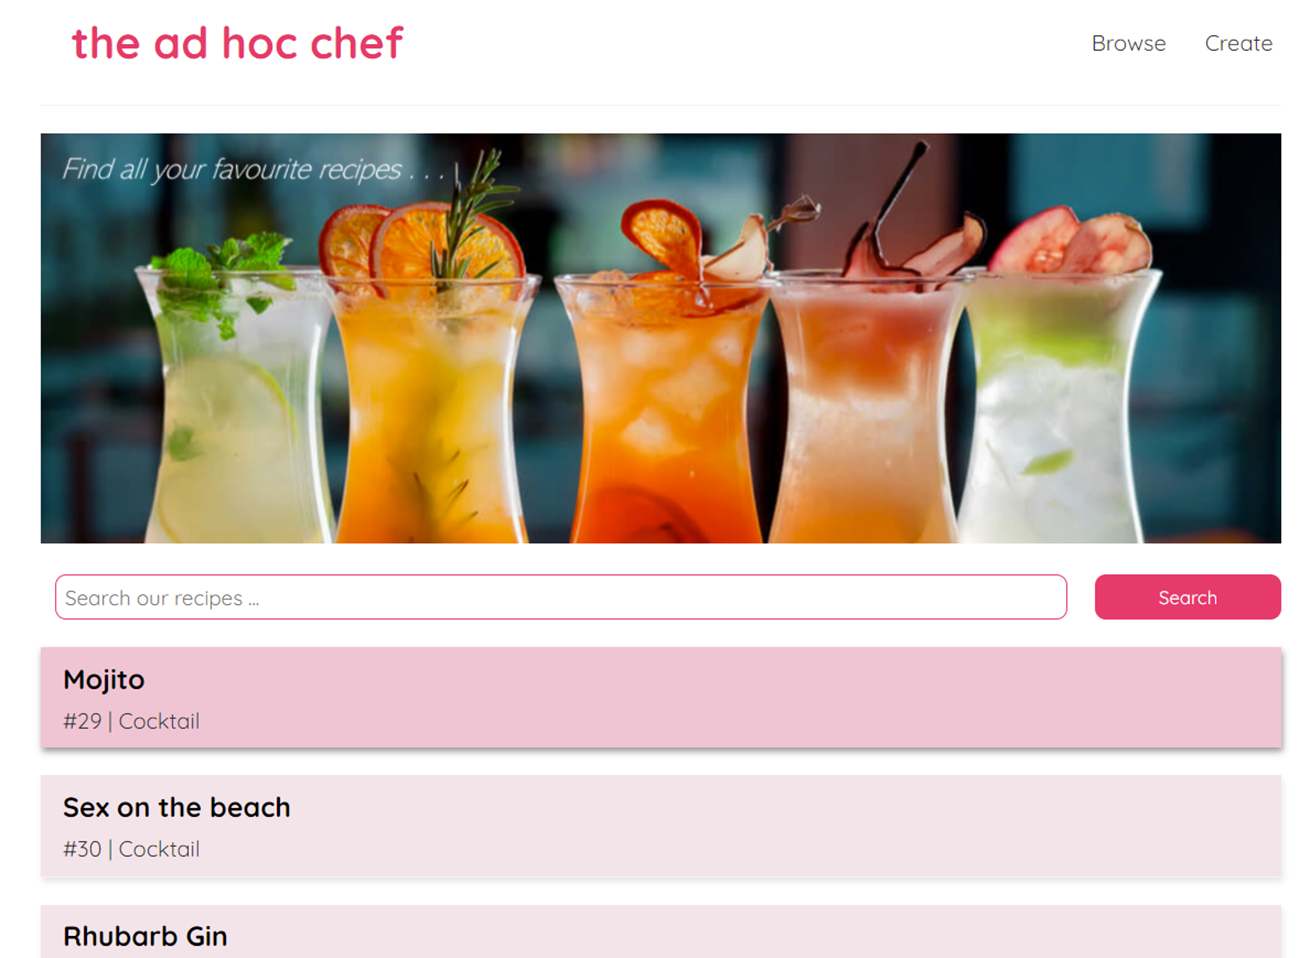 the ad hoc chef
Browse Create
Find all your favourite recipes . . . |
Search our recipes ...
Search
Mojito
#29 | Cocktail
Sex on the beach
#30 | Cocktail
Rhubarb Gin